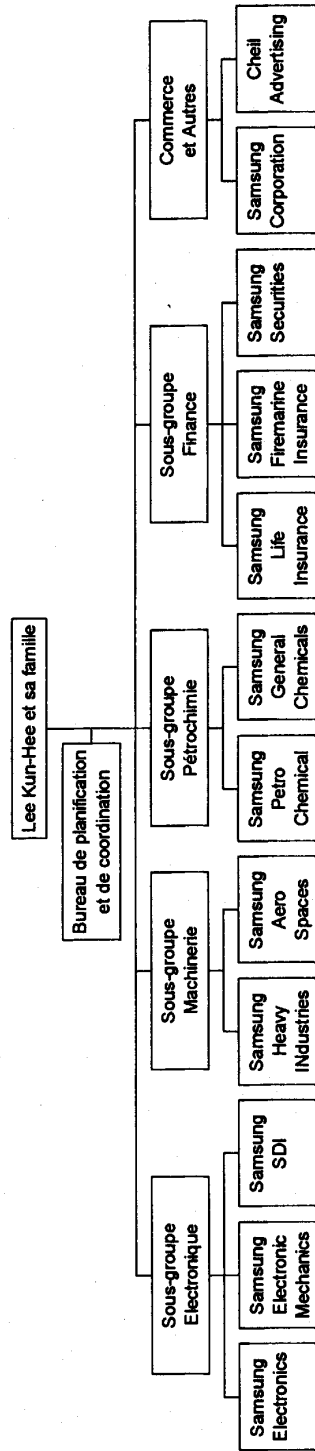 Lee Kun-Hee et sa famille
Bureau de planification
et de coordination
Sous-groupe
Electronique
Sous-groupe
Machinerie
Sous-groupe
Pétrochimie
Sous-groupe
Finance
Commerce
et Autres
Samsung
Electronics
Samsung
Electronic
Mechanics
Samsung
SDI
Samsung
Heavy
INdustries
Samsung
Aero
Spaces
Samsung
Petro
Chemical
Samsung
General
Chemicals
Samsung
Life
Insurance
Samsung
Firemarine
Insurance
Samsung
Securities
Samsung
Corporation
Cheil
Advertising